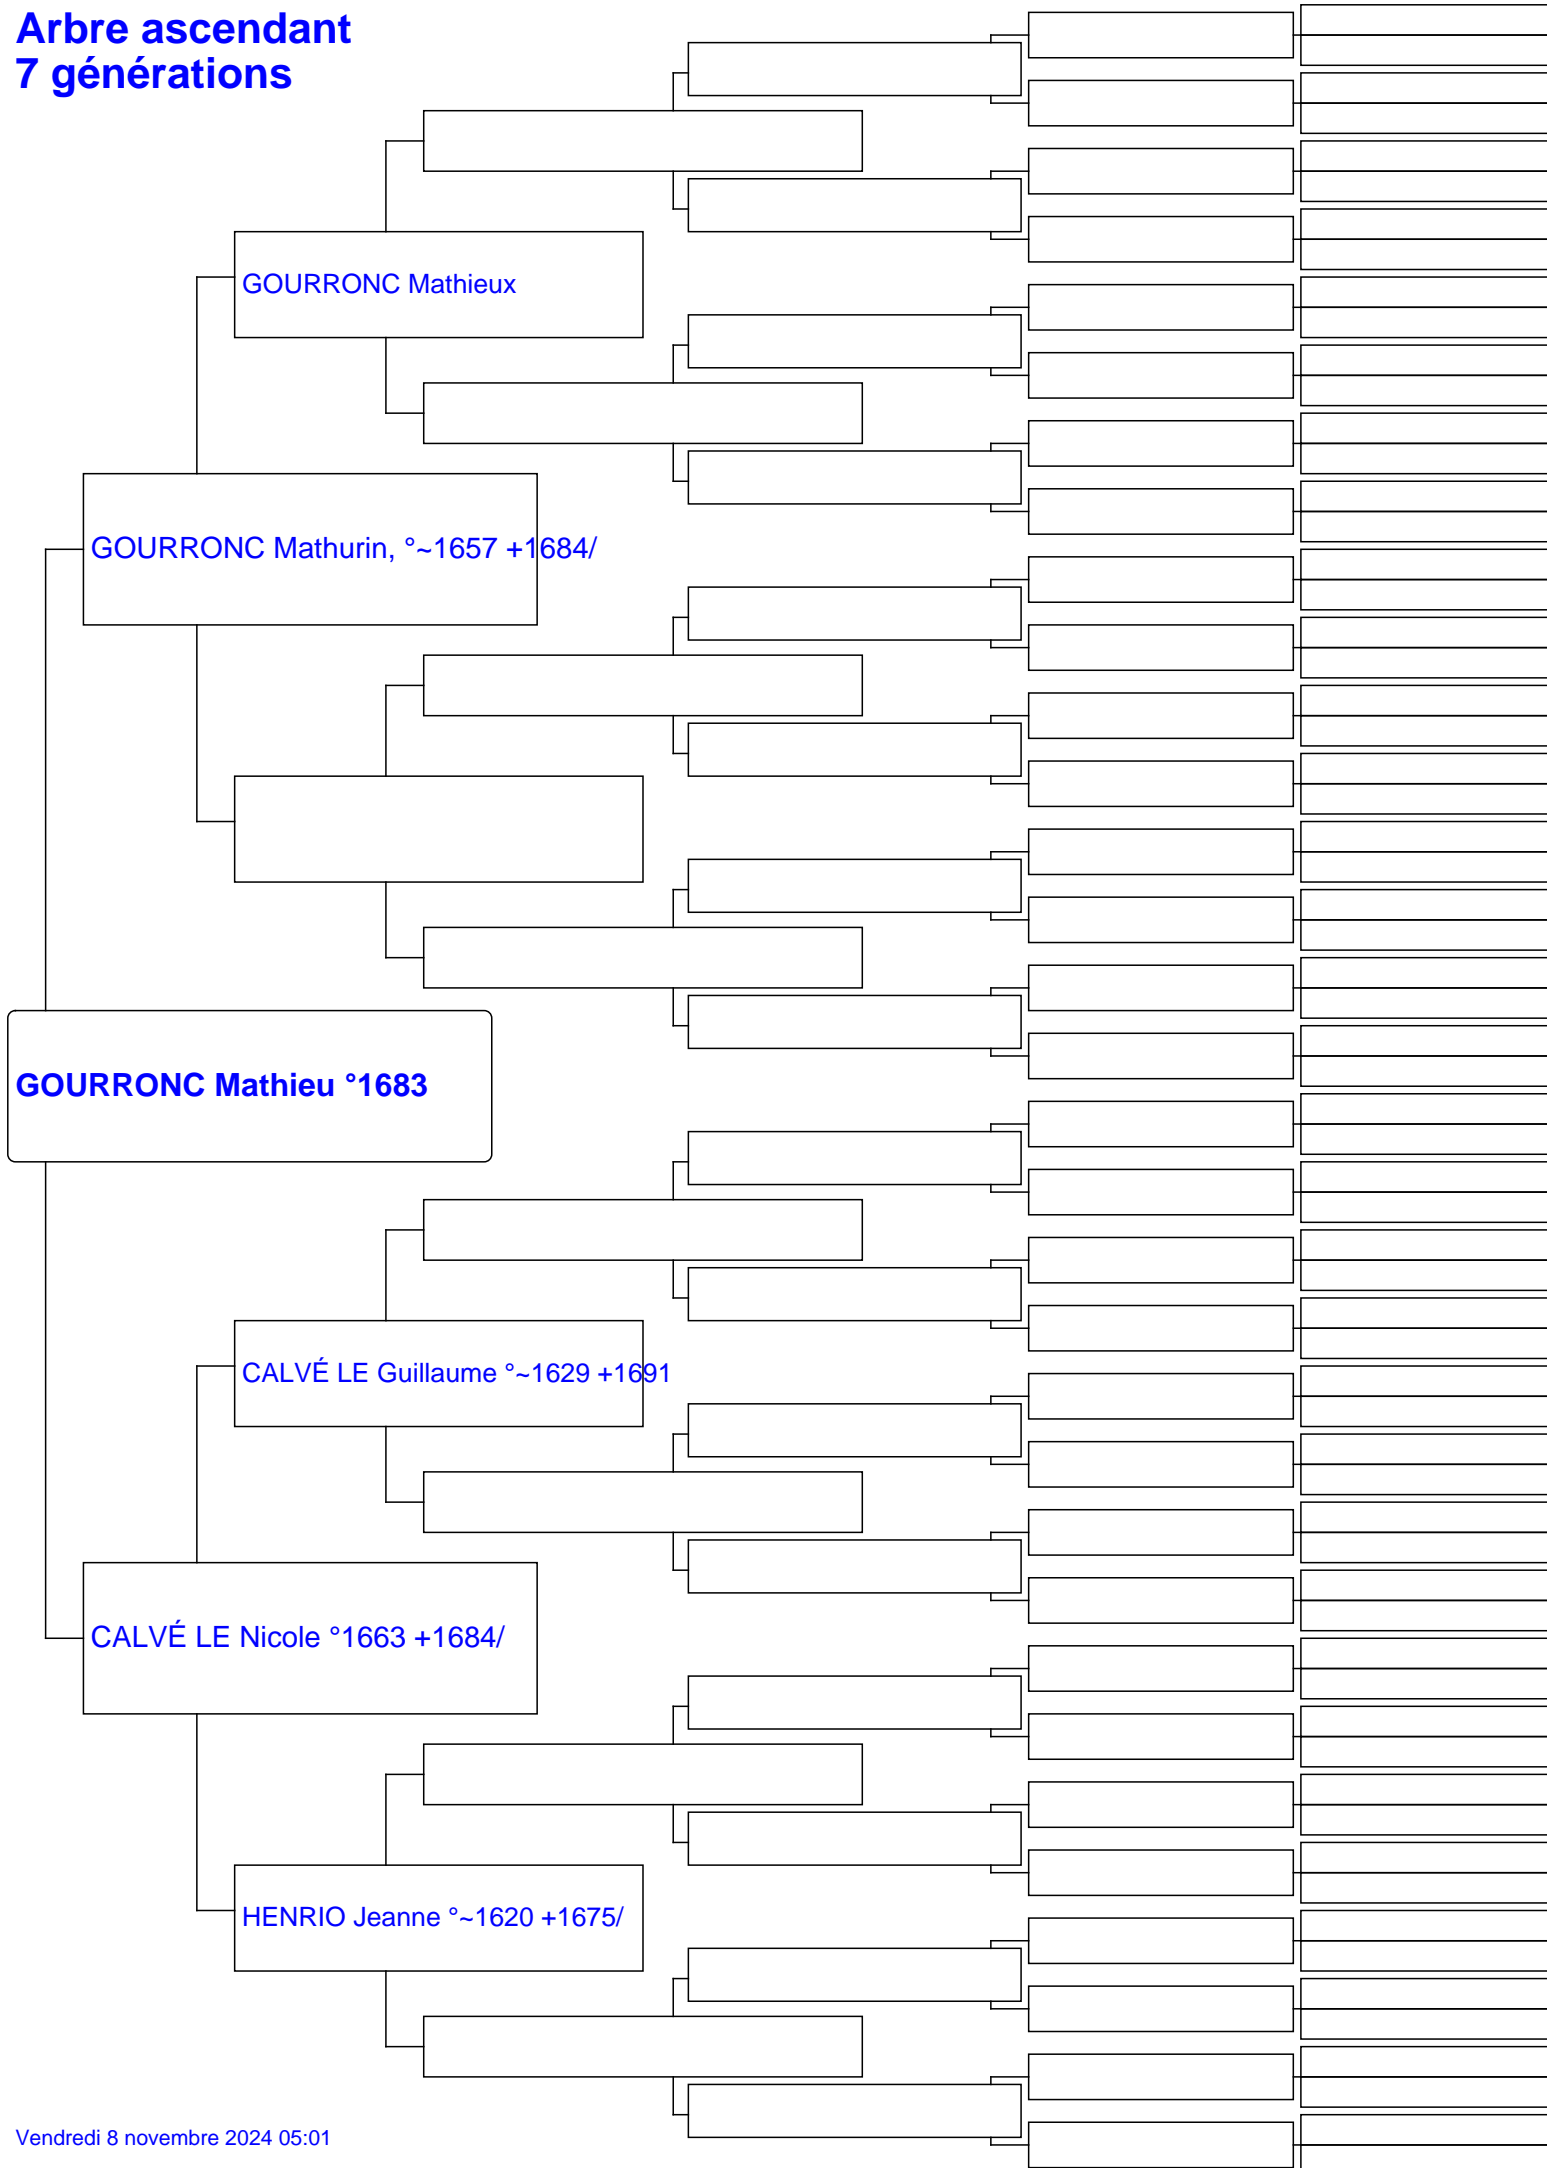 Arbre ascendant
7 générations
GOURRONC Mathieux
GOURRONC Mathurin, °~1657 +1684/
GOURRONC Mathieu °1683
CALVÉ LE Guillaume °~1629 +1691
CALVÉ LE Nicole °1663 +1684/
HENRIO Jeanne °~1620 +1675/
Vendredi 8 novembre 2024 05:01